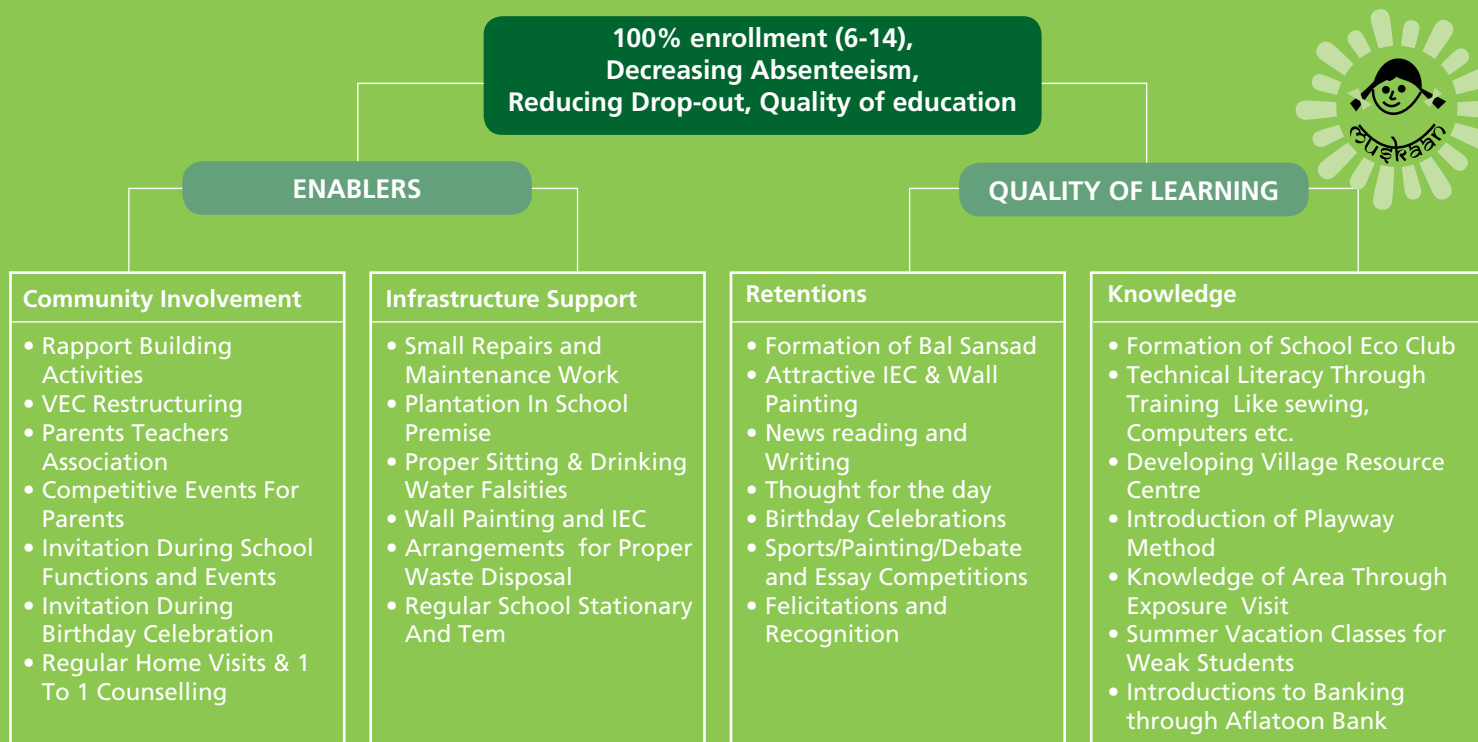 100% enrollment (6-14),
Decreasing Absenteeism,
Reducing Drop-out, Quality of education
muskaan
ENABLERS
QUALITY OF LEARNING
Community Involvement
• Rapport Building
Activities
• VEC Restructuring
• Parents Teachers
Association
• Competitive Events For
Parents
• Invitation During School
Functions and Events
• Invitation During
Birthday Celebration
• Regular Home Visits & 1
To 1 Counselling
Infrastructure Support
• Small Repairs and
Maintenance Work
• Plantation In School
Premise
• Proper Sitting & Drinking
Water Falsities
• Wall Painting and IEC
• Arrangements for Proper
Waste Disposal
• Regular School Stationary
And Tem
Retentions
• Formation of Bal Sansad
• Attractive IEC & Wall
Painting
• News reading and
Writing
• Thought for the day
• Birthday Celebrations
• Sports/Painting/Debate
and Essay Competitions
• Felicitations and
Recognition
Knowledge
• Formation of School Eco Club
• Technical Literacy Through
Training Like sewing,
Computers etc.
• Developing Village Resource
Centre
• Introduction of Playway
Method
• Knowledge of Area Through
Exposure Visit
• Summer Vacation Classes for
Weak Students
• Introductions to Banking
through Aflatoon Bank